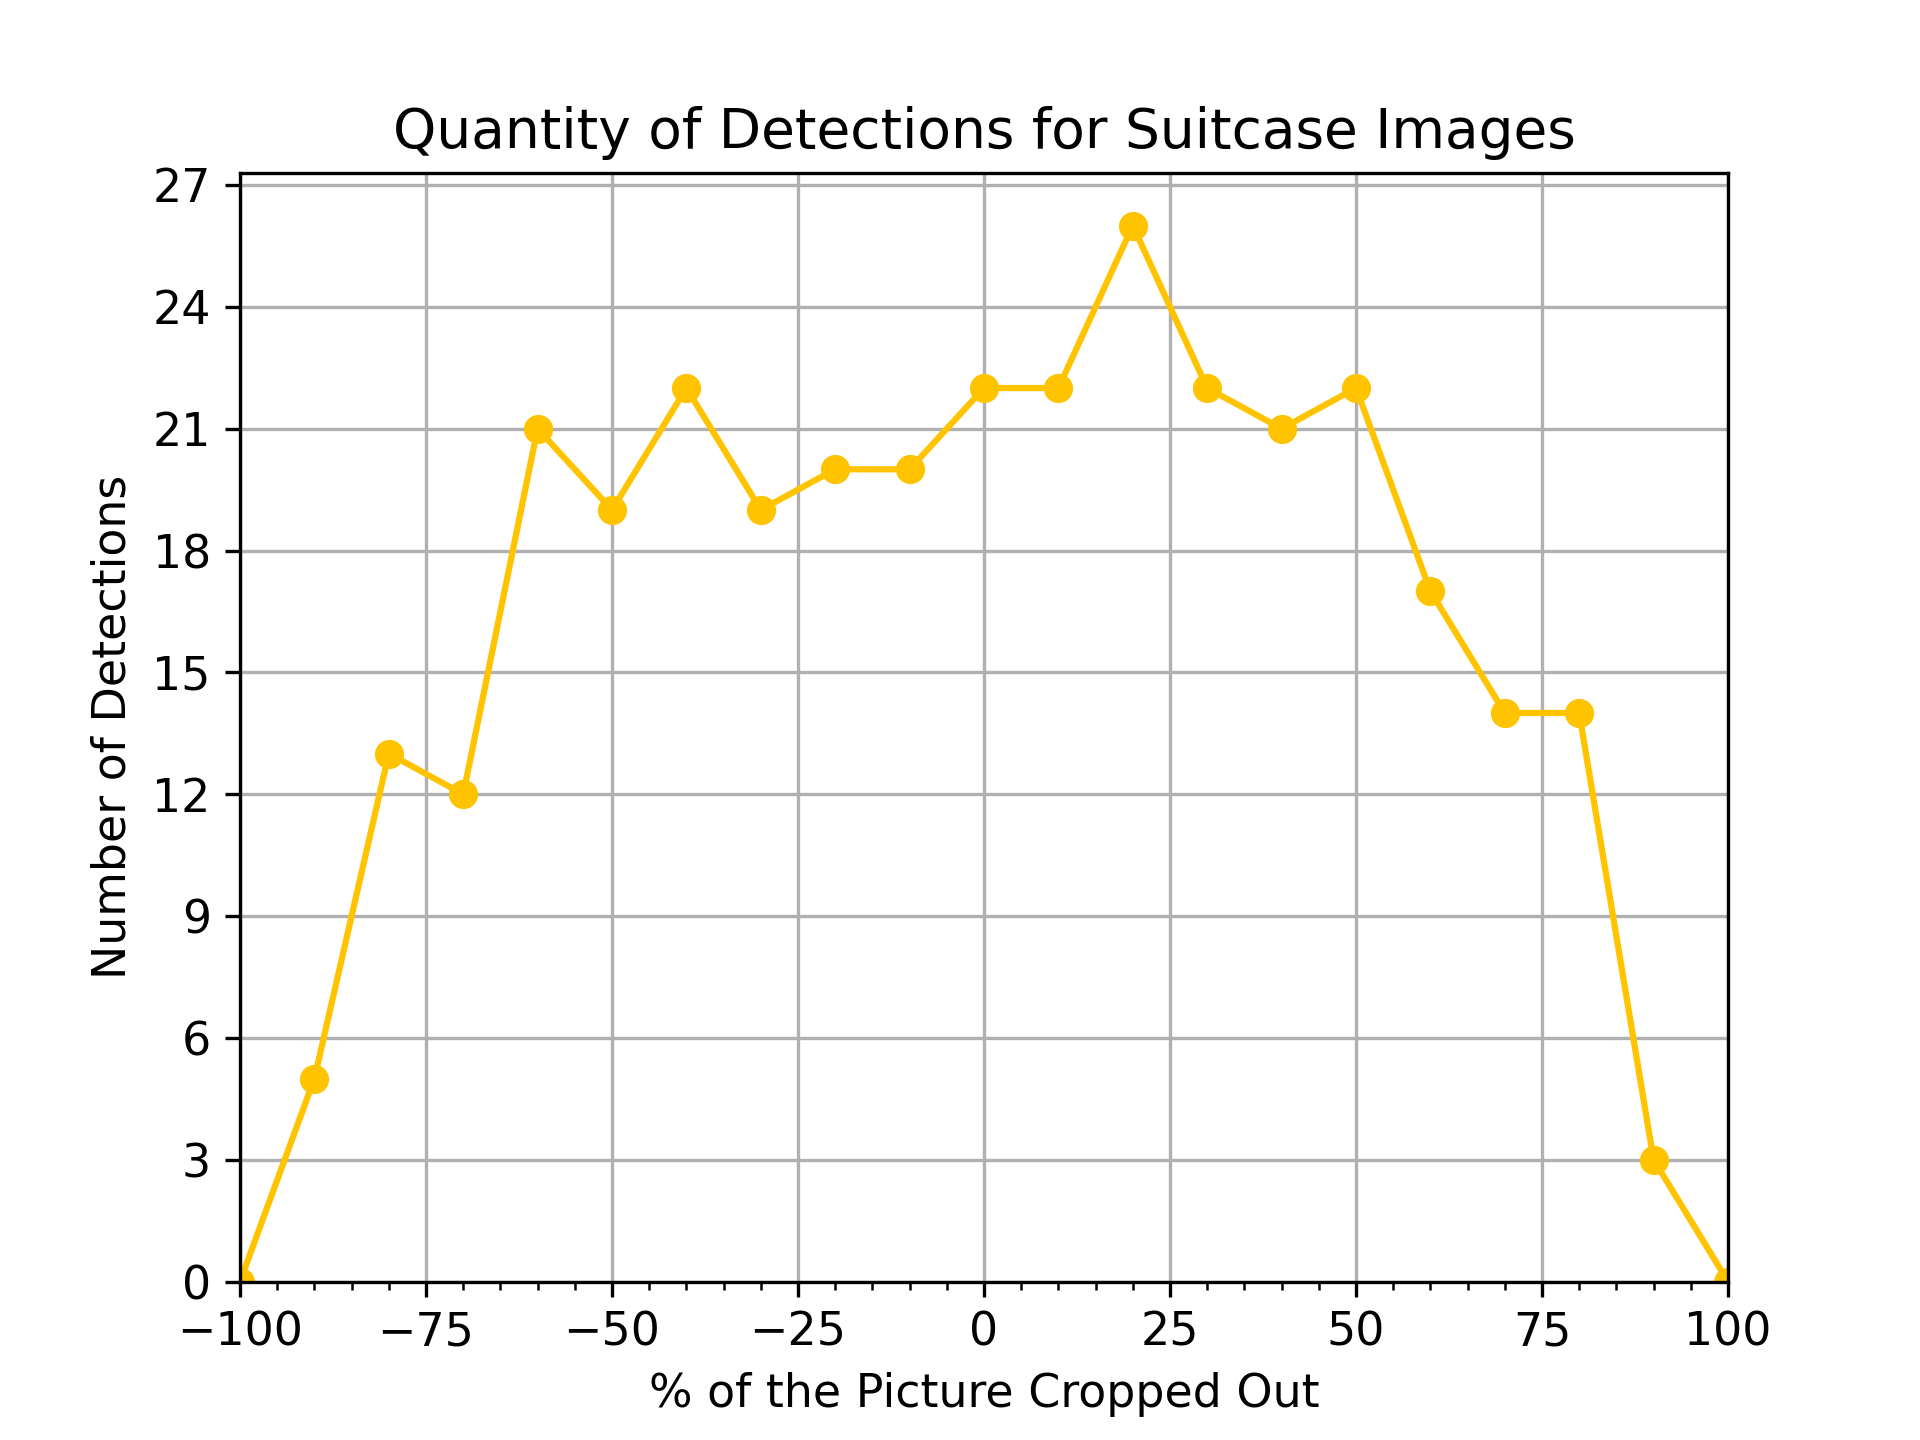 Quantity of Detections for Suitcase Images
27
24
21
18
15
12
9
6
3
0
Number of Detections
−100 −75 −50 −25 0 25 50 75 100
% of the Picture Cropped Out